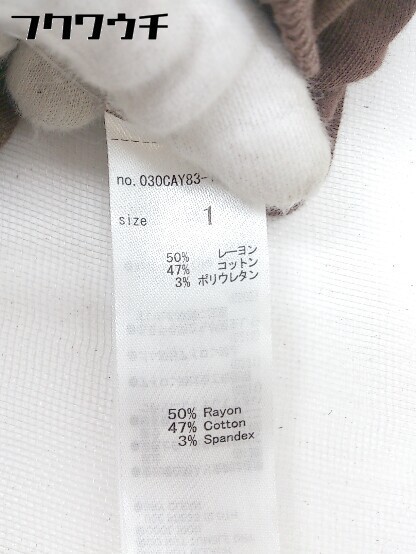 フクワウチ
no.030CAY83-
size 1
50% レーヨン
47% コットン
3% ポリウレタン
50% Rayon
47% Cotton
3% Spandex